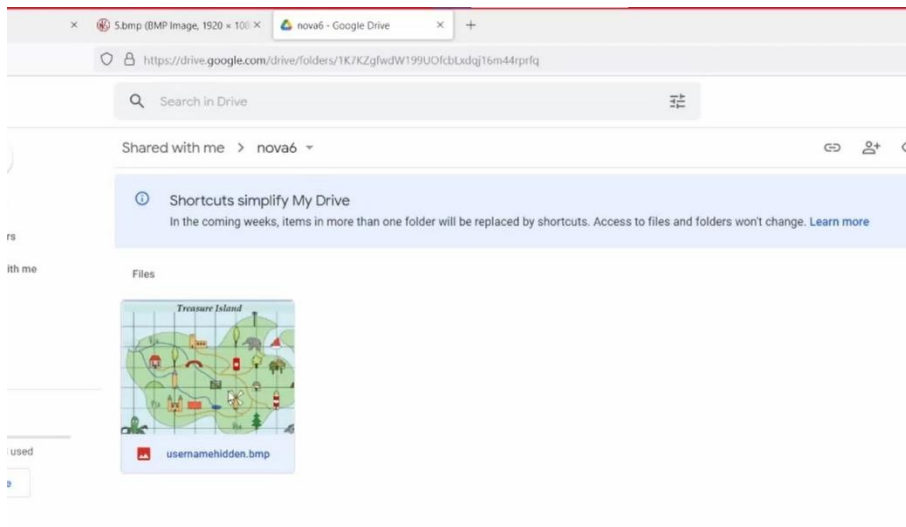 5.bmp (BMP Image, 1920 × 100
nova6 - Google Drive
https://drive.google.com/drive/folders/1K7KZgfwdW199UOfcbLxdqj16m44rprfq
Search in Drive
Shared with me > nova6
Shortcuts simplify My Drive
In the coming weeks, items in more than one folder will be replaced by shortcuts. Access to files and folders won't change. Learn more
rs
ith me
Files
Treasure Island
usernamehidden.bmp
used
e